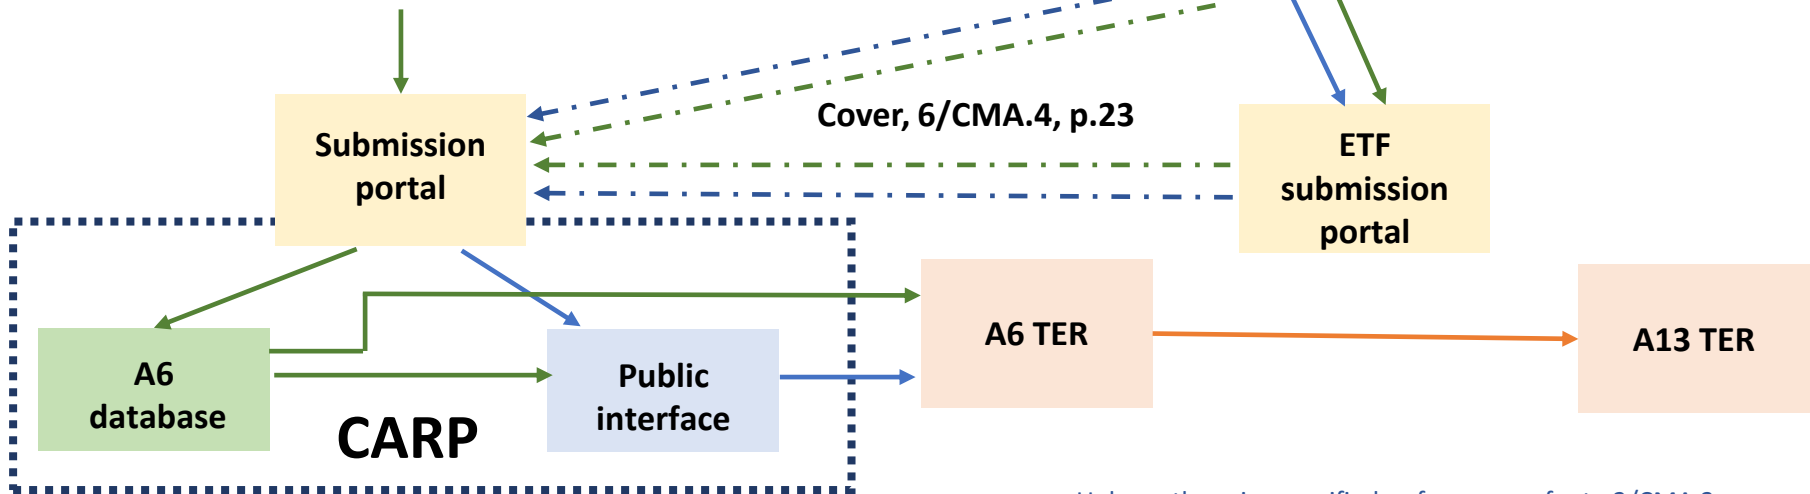 Cover, 6/CMA.4, p.23
Submission
portal
ETF
submission
portal
A6 TER
A13 TER
A6
database
Public
interface
CARP